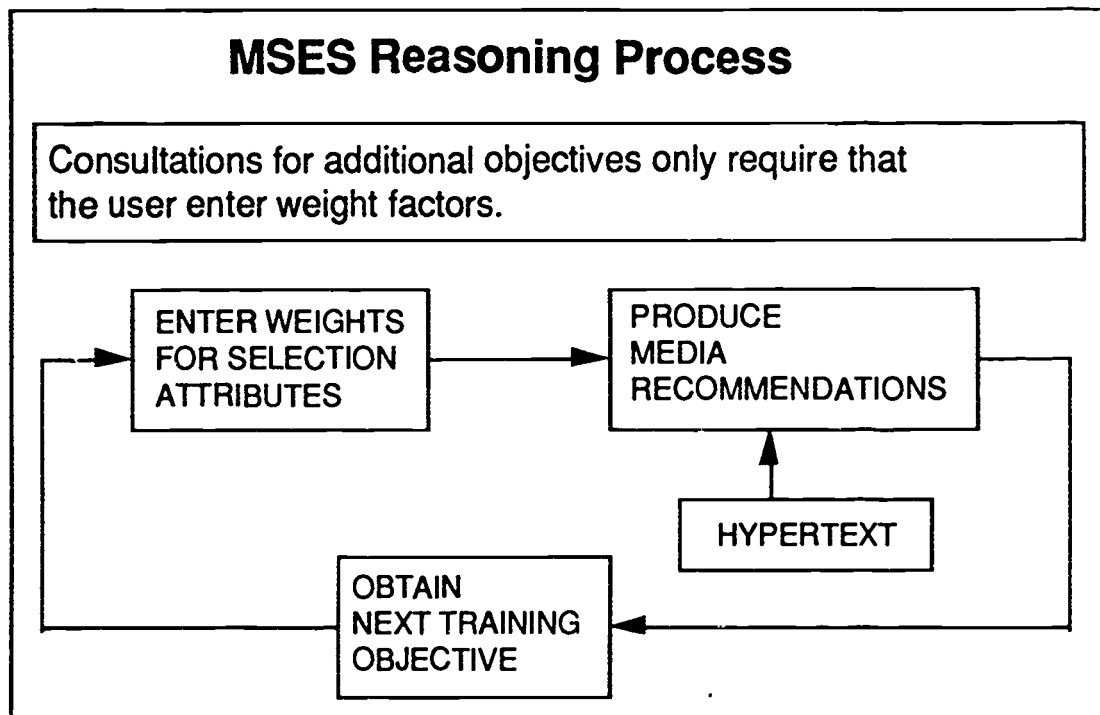 MSES Reasoning Process
Consultations for additional objectives only require that
the user enter weight factors.
ENTER WEIGHTS
FOR SELECTION
ATTRIBUTES
PRODUCE
MEDIA
RECOMMENDATIONS
HYPERTEXT
OBTAIN
NEXT TRAINING
OBJECTIVE